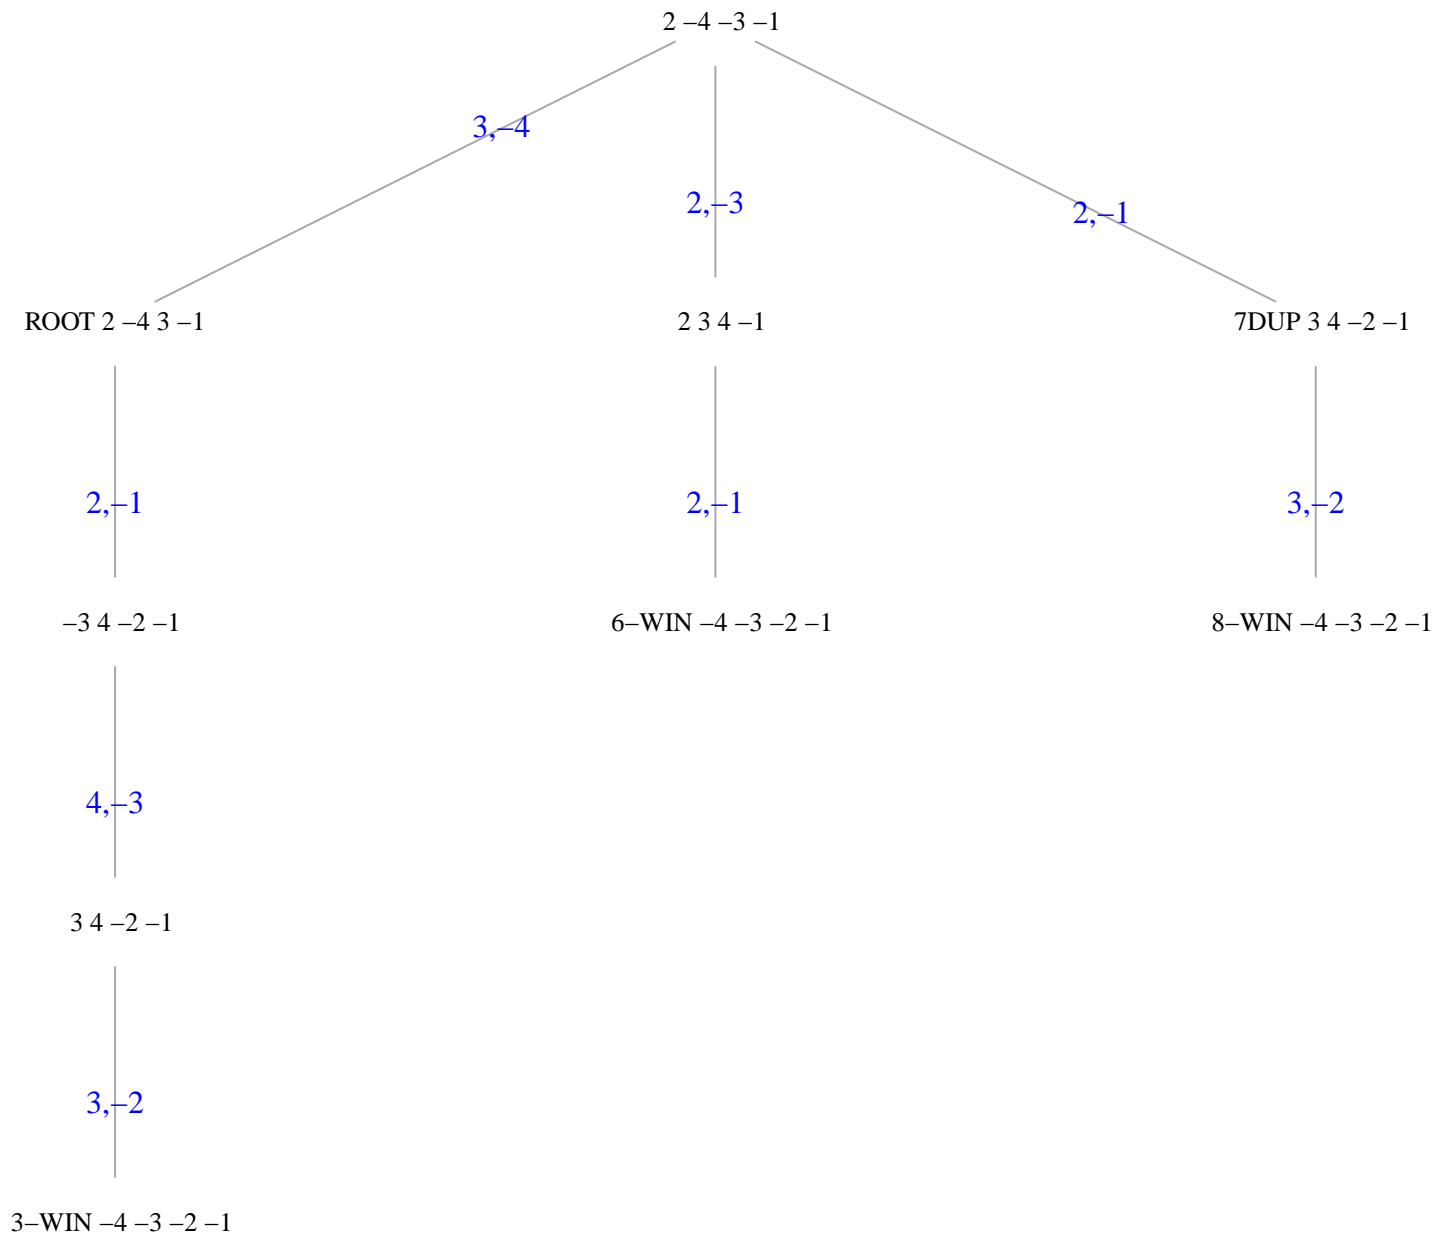 2 –4 –3 –1
3,–4
2,–3
2,–1
ROOT 2 –4 3 –1
2 3 4 –1
7DUP 3 4 –2 –1
2,–1
2,–1
3,–2
–3 4 –2 –1
6–WIN –4 –3 –2 –1
8–WIN –4 –3 –2 –1
4,–3
3 4 –2 –1
3,–2
3–WIN –4 –3 –2 –1